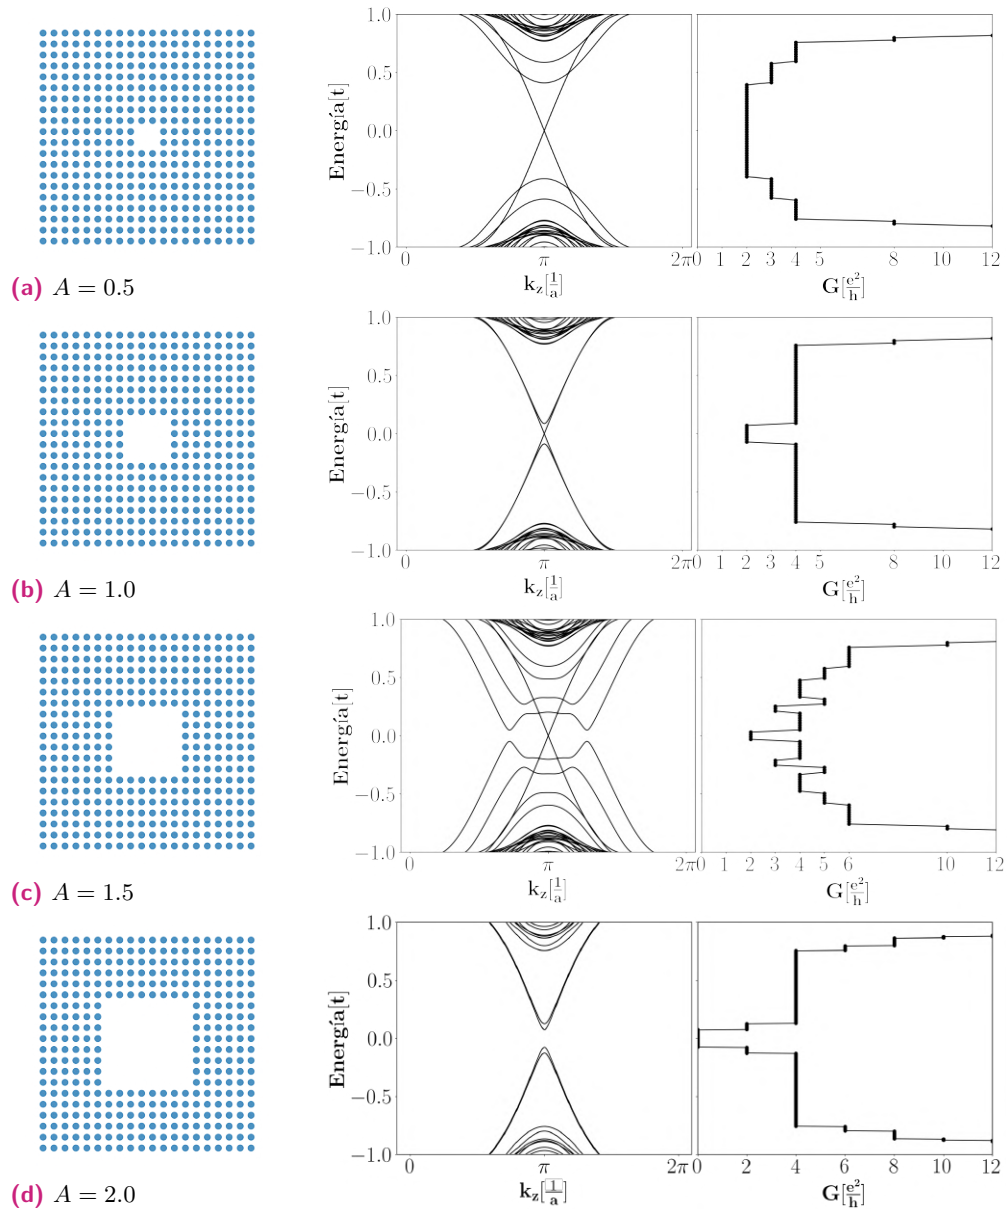 1.0
0.5
0.0
−0.5
−1.0
Energía[t]
0 π 2π
k_z[1/a]
0 1 2 3 4 5 8 10 12
G[e²/h]
(a) A = 0.5
1.0
0.5
0.0
−0.5
−1.0
Energía[t]
0 π 2π
k_z[1/a]
0 1 2 3 4 5 8 10 12
G[e²/h]
(b) A = 1.0
1.0
0.5
0.0
−0.5
−1.0
Energía[t]
0 π 2π
k_z[1/a]
0 1 2 3 4 5 6 10 12
G[e²/h]
(c) A = 1.5
1.0
0.5
0.0
−0.5
−1.0
Energía[t]
0 π 2π
k_z[1/a]
0 2 4 6 8 10 12
G[e²/h]
(d) A = 2.0